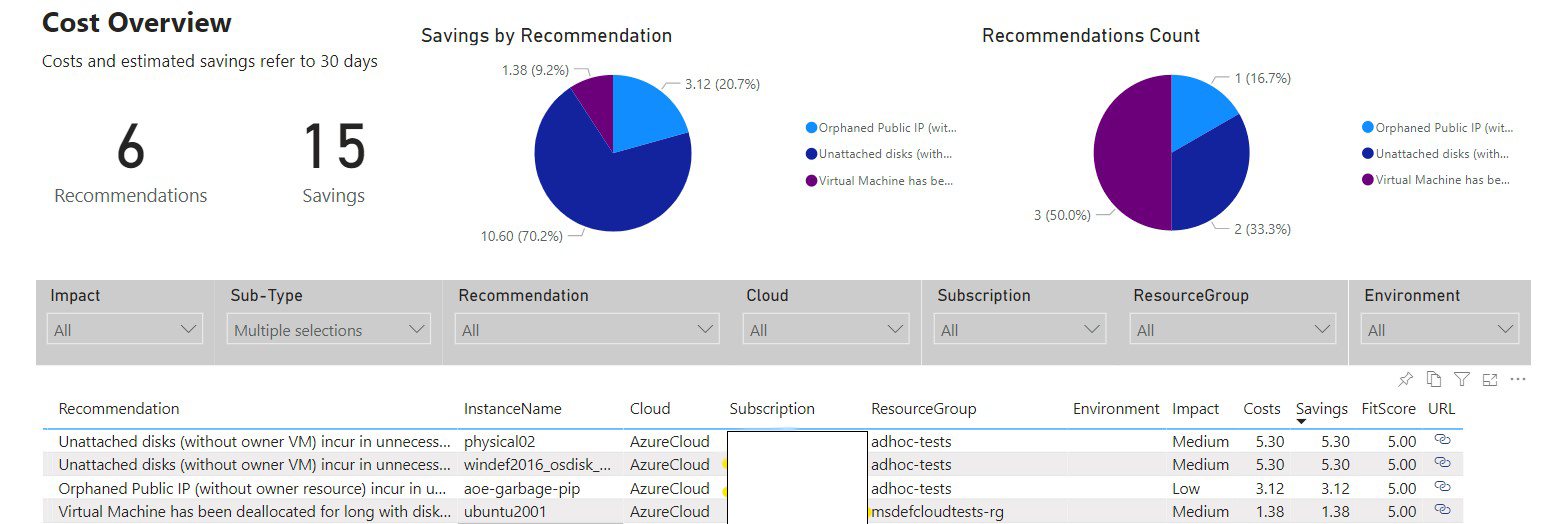 Cost Overview
Costs and estimated savings refer to 30 days
6
Recommendations
15
Savings
Savings by Recommendation
1.38 (9.2%)
3.12 (20.7%)
10.60 (70.2%)
Orphaned Public IP (wit...
Unattached disks (with...
Virtual Machine has be...
Recommendations Count
1 (16.7%)
3 (50.0%)
2 (33.3%)
Orphaned Public IP (wit...
Unattached disks (with...
Virtual Machine has be...
Impact Sub-Type Recommendation Cloud Subscription ResourceGroup Environment
All Multiple selections All All All All All
Recommendation InstanceName Cloud Subscription ResourceGroup Environment Impact Costs Savings FitScore URL
Unattached disks (without owner VM) incur in unnecess... physical02 AzureCloud adhoc-tests Medium 5.30 5.30 5.00
Unattached disks (without owner VM) incur in unnecess... windef2016_osdisk_... AzureCloud adhoc-tests Medium 5.30 5.30 5.00
Orphaned Public IP (without owner resource) incur in u... aoe-garbage-pip AzureCloud adhoc-tests Low 3.12 3.12 5.00
Virtual Machine has been deallocated for long with disk... ubuntu2001 AzureCloud msdefcloudtests-rg Medium 1.38 1.38 5.00